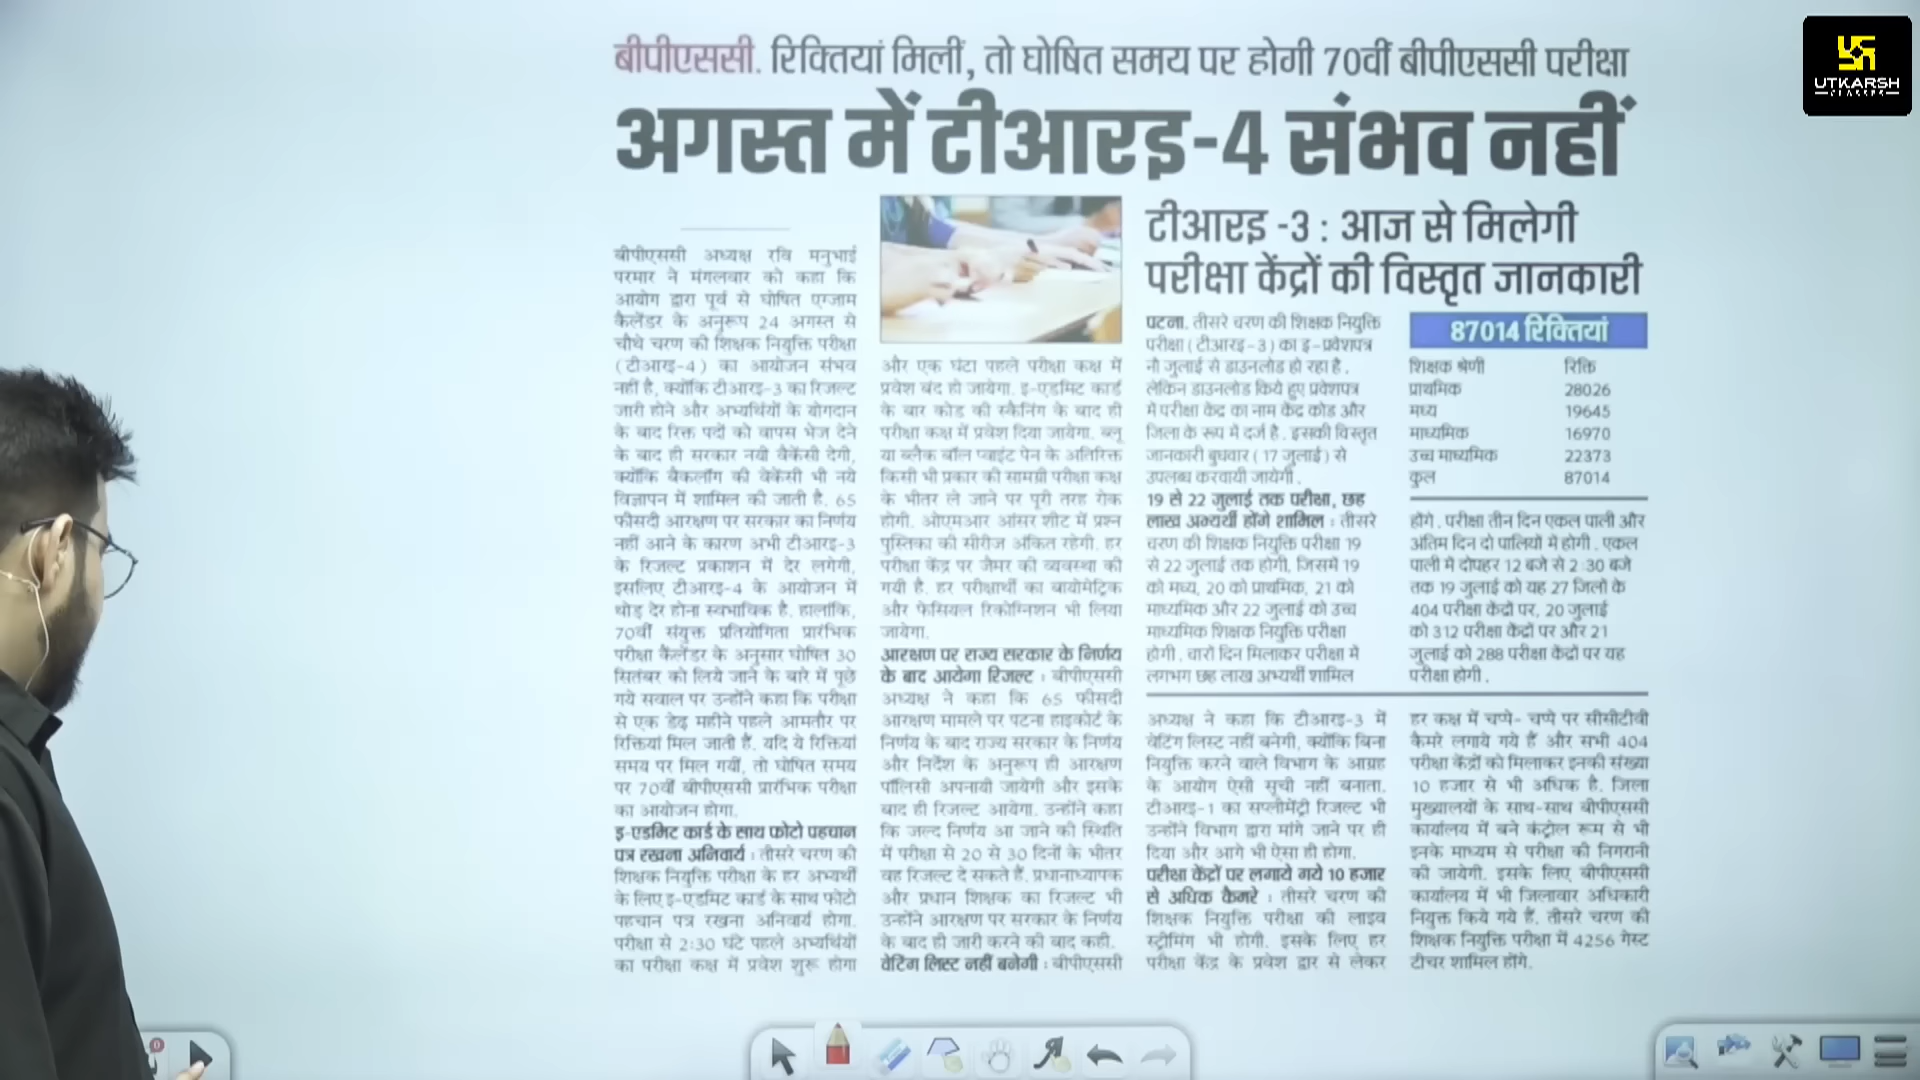 बीपीएससी. रिक्तियां मिलीं, तो घोषित समय पर होगी 70वीं बीपीएससी परीक्षा
अगस्त में टीआरइ-4 संभव नहीं
UTKARSH
CLASSES
बीपीएससी अध्यक्ष रवि मनुभाई
परमार ने मंगलवार को कहा कि
आयोग द्वारा पूर्व से घोषित एग्जाम
कैलेंडर के अनुरूप 24 अगस्त से
चौथे चरण की शिक्षक नियुक्ति परीक्षा
(टीआरइ-4) का आयोजन संभव
नहीं है, क्योंकि टीआरइ-3 का रिजल्ट
जारी होने और अभ्यर्थियों के योगदान
के बाद रिक्त पदों को वापस भेज देने
के बाद ही सरकार नयी वैकेंसी देगी,
क्योंकि बैकलॉग की वेकेंसी भी नये
विज्ञापन में शामिल की जाती है. 65
फीसदी आरक्षण पर सरकार का निर्णय
नहीं आने के कारण अभी टीआरइ-3
के रिजल्ट प्रकाशन में देर लगेगी,
इसलिए टीआरइ-4 के आयोजन में
थोड़ देर होना स्वभाविक है. हालांकि,
70वीं संयुक्त प्रतियोगिता प्रारंभिक
परीक्षा कैलेंडर के अनुसार घोषित 30
सितंबर को लिये जाने के बारे में पूछे
गये सवाल पर उन्होंने कहा कि परीक्षा
से एक डेढ़ महीने पहले आमतौर पर
रिक्तियां मिल जाती हैं. यदि ये रिक्तियां
समय पर मिल गयीं, तो घोषित समय
पर 70वीं बीपीएससी प्रारंभिक परीक्षा
का आयोजन होगा.
इ-एडमिट कार्ड के साथ फोटो पहचान
पत्र रखना अनिवार्य : तीसरे चरण की
शिक्षक नियुक्ति परीक्षा के हर अभ्यर्थी
के लिए इ-एडमिट कार्ड के साथ फोटो
पहचान पत्र रखना अनिवार्य होगा.
परीक्षा से 2:30 घंटे पहले अभ्यर्थियों
का परीक्षा कक्ष में प्रवेश शुरू होगा
और एक घंटा पहले परीक्षा कक्ष में
प्रवेश बंद हो जायेगा. इ-एडमिट कार्ड
के बार कोड की स्कैनिंग के बाद ही
परीक्षा कक्ष में प्रवेश दिया जायेगा. ब्लू
या ब्लैक बॉल प्वाइंट पेन के अतिरिक्त
किसी भी प्रकार की सामग्री परीक्षा कक्ष
के भीतर ले जाने पर पूरी तरह रोक
होगी. ओएमआर आंसर शीट में प्रश्न
पुस्तिका की सीरीज अंकित रहेगी. हर
परीक्षा केंद्र पर जैमर की व्यवस्था की
गयी है. हर परीक्षार्थी का बायोमेट्रिक
और फेसियल रिकोग्निशन भी लिया
जायेगा.
आरक्षण पर राज्य सरकार के निर्णय
के बाद आयेगा रिजल्ट : बीपीएससी
अध्यक्ष ने कहा कि 65 फीसदी
आरक्षण मामले पर पटना हाइकोर्ट के
निर्णय के बाद राज्य सरकार के निर्णय
और निर्देश के अनुरूप ही आरक्षण
पॉलिसी अपनायी जायेगी और इसके
बाद ही रिजल्ट आयेगा. उन्होंने कहा
कि जल्द निर्णय आ जाने की स्थिति
में परीक्षा से 20 से 30 दिनों के भीतर
वह रिजल्ट दे सकते हैं. प्रधानाध्यापक
और प्रधान शिक्षक का रिजल्ट भी
उन्होंने आरक्षण पर सरकार के निर्णय
के बाद ही जारी करने की बाद कही.
वेटिंग लिस्ट नहीं बनेगी : बीपीएससी
टीआरइ -3 : आज से मिलेगी
परीक्षा केंद्रों की विस्तृत जानकारी
पटना. तीसरे चरण की शिक्षक नियुक्ति
परीक्षा (टीआरइ-3) का इ-प्रवेशपत्र
नौ जुलाई से डाउनलोड हो रहा है .
लेकिन डाउनलोड किये हुए प्रवेशपत्र
में परीक्षा केंद्र का नाम केंद्र कोड और
जिला के रूप में दर्ज है . इसकी विस्तृत
जानकारी बुधवार ( 17 जुलाई ) से
उपलब्ध करवायी जायेगी .
19 से 22 जुलाई तक परीक्षा, छह
लाख अभ्यर्थी होंगे शामिल : तीसरे
चरण की शिक्षक नियुक्ति परीक्षा 19
से 22 जुलाई तक होगी, जिसमें 19
को मध्य, 20 को प्राथमिक, 21 को
माध्यमिक और 22 जुलाई को उच्च
माध्यमिक शिक्षक नियुक्ति परीक्षा
होगी . चारों दिन मिलाकर परीक्षा में
लगभग छह लाख अभ्यर्थी शामिल
87014 रिक्तियां
शिक्षक श्रेणी रिक्ति
प्राथमिक 28026
मध्य 19645
माध्यमिक 16970
उच्च माध्यमिक 22373
कुल 87014
होंगे . परीक्षा तीन दिन एकल पाली और
अंतिम दिन दो पालियों में होगी . एकल
पाली में दोपहर 12 बजे से 2:30 बजे
तक 19 जुलाई को यह 27 जिलों के
404 परीक्षा केंद्रों पर, 20 जुलाई
को 312 परीक्षा केंद्रों पर और 21
जुलाई को 288 परीक्षा केंद्रों पर यह
परीक्षा होगी .
अध्यक्ष ने कहा कि टीआरइ-3 में
वेटिंग लिस्ट नहीं बनेगी, क्योंकि बिना
नियुक्ति करने वाले विभाग के आग्रह
के आयोग ऐसी सूची नहीं बनाता.
टीआरइ-1 का सप्लीमेंट्री रिजल्ट भी
उन्होंने विभाग द्वारा मांगे जाने पर ही
दिया और आगे भी ऐसा ही होगा.
परीक्षा केंद्रों पर लगाये गये 10 हजार
से अधिक कैमरे : तीसरे चरण की
शिक्षक नियुक्ति परीक्षा की लाइव
स्ट्रीमिंग भी होगी. इसके लिए हर
परीक्षा केंद्र के प्रवेश द्वार से लेकर
हर कक्ष में चप्पे- चप्पे पर सीसीटीवी
कैमरे लगाये गये हैं और सभी 404
परीक्षा केंद्रों को मिलाकर इनकी संख्या
10 हजार से भी अधिक है. जिला
मुख्यालयों के साथ-साथ बीपीएससी
कार्यालय में बने कंट्रोल रूम से भी
इनके माध्यम से परीक्षा की निगरानी
की जायेगी. इसके लिए बीपीएससी
कार्यालय में भी जिलावार अधिकारी
नियुक्त किये गये हैं. तीसरे चरण की
शिक्षक नियुक्ति परीक्षा में 4256 गेस्ट
टीचर शामिल होंगे.
0